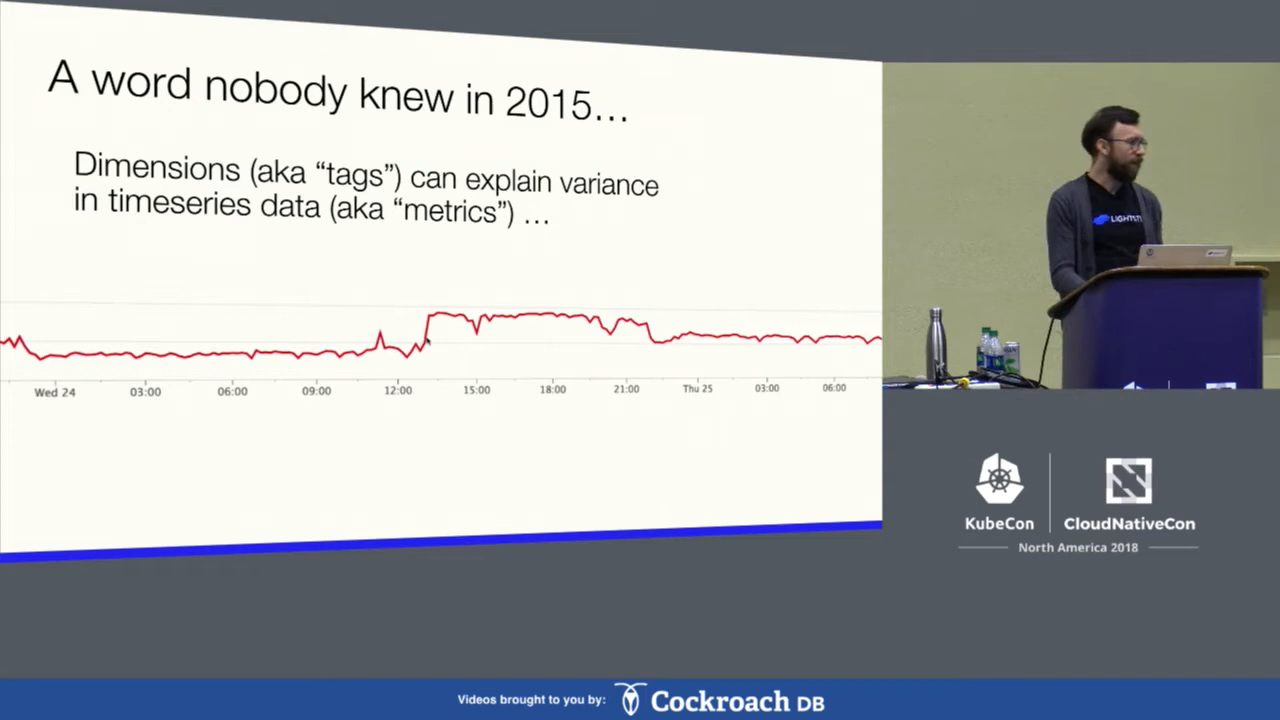 A word nobody knew in 2015…
Dimensions (aka “tags”) can explain variance
in timeseries data (aka “metrics”) …
Wed 24 03:00 06:00 09:00 12:00 15:00 18:00 21:00 Thu 25 03:00 06:00
KubeCon CloudNativeCon
North America 2018
Videos brought to you by: Cockroach DB